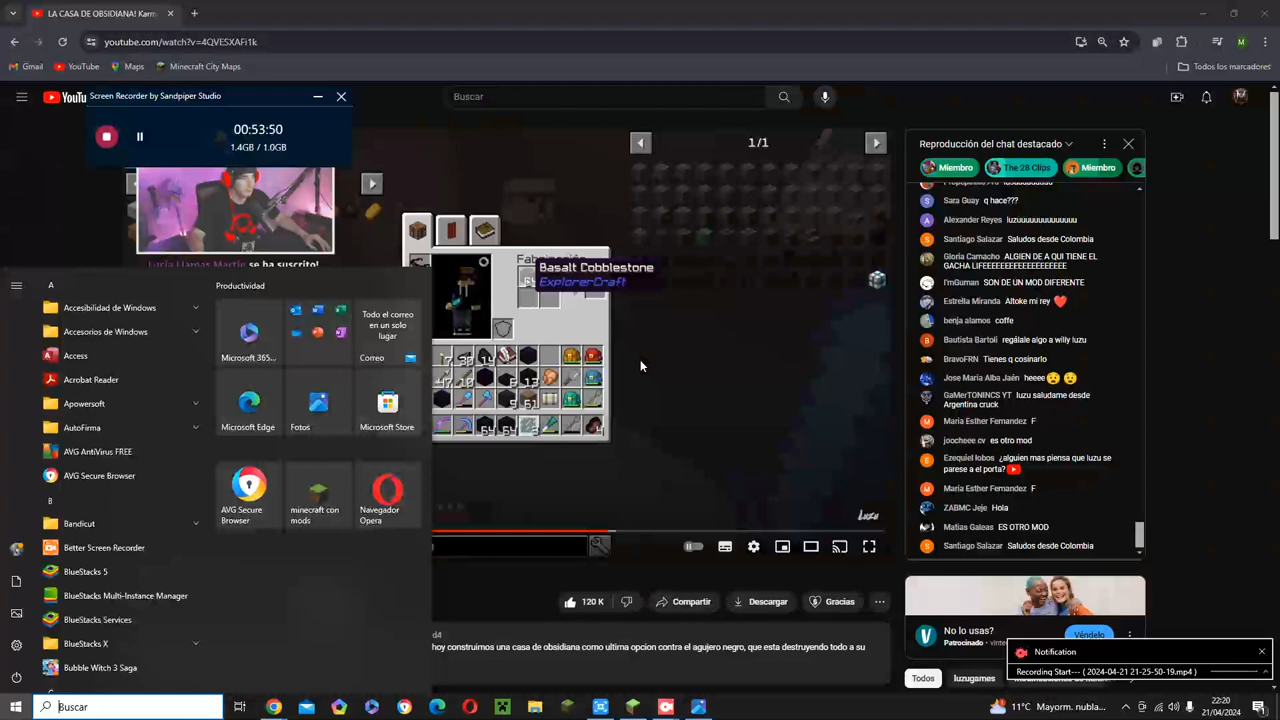 LA CASA DE OBSIDIANA! Karm
youtube.com/watch?v=4QVESXAFi1k
Gmail
YouTube
Maps
Minecraft City Maps
Todos los marcadores
Screen Recorder by Sandpiper Studio
YouTu
Buscar
00:53:50
1.4GB / 1.0GB
1/1
Lucía Llamas Martín se ha suscrito!
Basalt Cobblestone
ExplorerCraft
Luzu
Reproducción del chat destacado
Miembro
The 28 Clips
Miembro
Sara Guay q hace???
Alexander Reyes luzuuuuuuuuuuuu
Santiago Salazar Saludos desde
Colombia
Gloria Camacho ALGIEN DE A QUI TIENE EL
GACHA LIFEEEEEEEEEEEEEEEEEEEEE
I'mGuman SON DE UN MOD DIFERENTE
Estrella Miranda Altoke mi rey
benja alamos coffe
Bautista Bartoli regálale algo a willy luzu
BravoFRN Tienes q cosinarlo
Jose María Alba Jaén heeee
GaMerTONINCS YT luzu saludame desde
Argentina cruck
Maria Esther Fernandez F
joocheee cv es otro mod
Ezequiel lopez ¿alguien mas piensa que luzu se
parese a el porta?
Maria Esther Fernandez F
ZABMC Jeje Hola
Matias Galeas ES OTRO MOD
Santiago Salazar Saludos desde Colombia
A
Accesibilidad de Windows
Accesorios de Windows
Access
Acrobat Reader
Apowersoft
AutoFirma
AVG AntiVirus FREE
AVG Secure Browser
B
Bandicut
Better Screen Recorder
BlueStacks 5
BlueStacks Multi-Instance Manager
BlueStacks Services
BlueStacks X
Bubble Witch 3 Saga
Productividad
Microsoft 365...
Todo el correo
en un solo
lugar
Correo
Microsoft Edge
Fotos
Microsoft Store
AVG Secure
Browser
minecraft con
mods
Navegador
Opera
120 K
Compartir
Descargar
Gracias
hoy construimos una casa de obsidiana como ultima opcion contra el agujero negro, que esta destruyendo todo a su
No lo usas?
Patrocinado
Véndelo
Notification
Recording Start--- ( 2024-04-21 21-25-50-19.mp4 )
Todos
luzugames
Buscar
11°C Mayorm. nubla...
22:20
21/04/2024